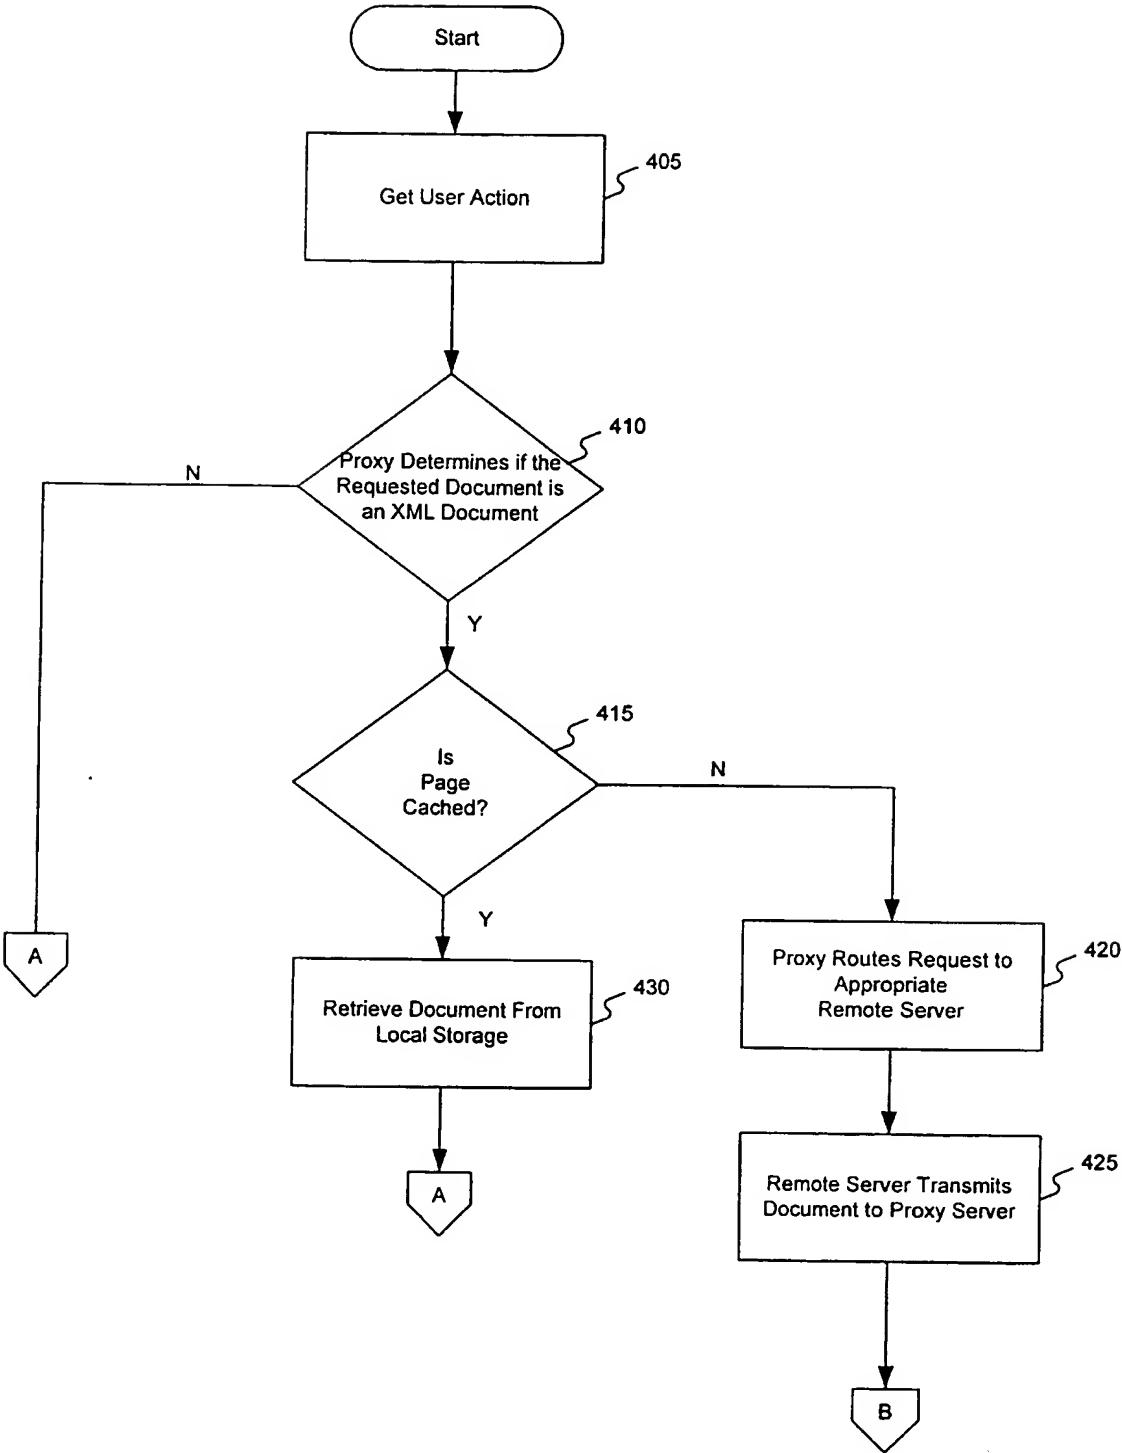 Start
405
Get User Action
410
Proxy Determines if the
Requested Document is
an XML Document
N
Y
415
Is
Page
Cached?
N
Y
A
420
Proxy Routes Request to
Appropriate
Remote Server
430
Retrieve Document From
Local Storage
425
Remote Server Transmits
Document to Proxy Server
A
B